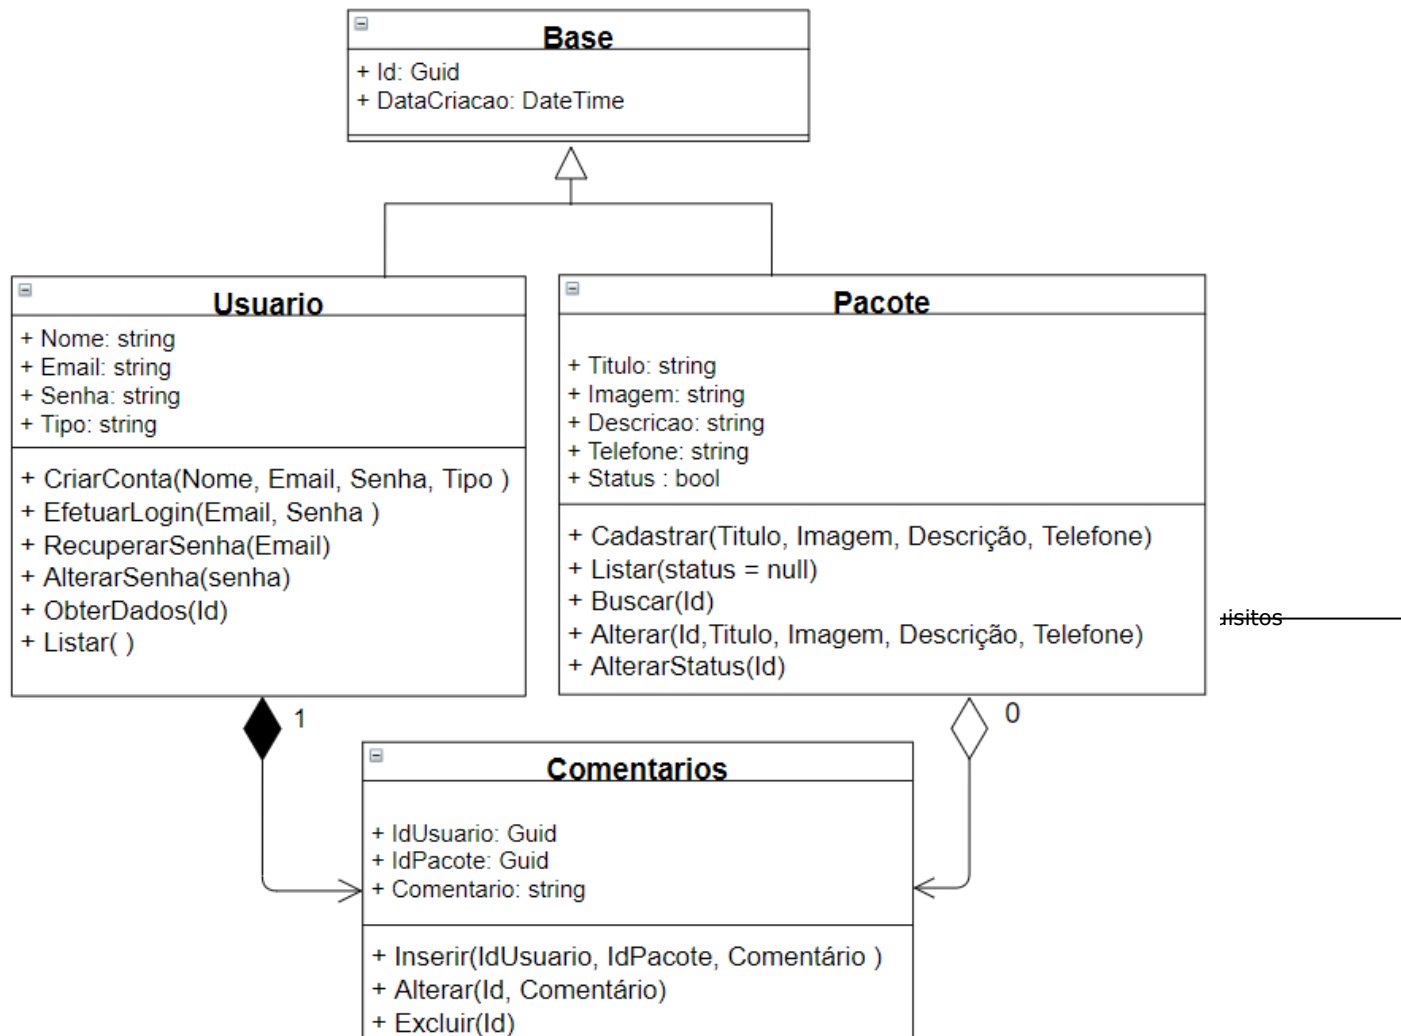 Base
+ Id: Guid
+ DataCriacao: DateTime
Usuario
+ Nome: string
+ Email: string
+ Senha: string
+ Tipo: string
+ CriarConta(Nome, Email, Senha, Tipo )
+ EfetuarLogin(Email, Senha )
+ RecuperarSenha(Email)
+ AlterarSenha(senha)
+ ObterDados(Id)
+ Listar( )
1
Pacote
+ Titulo: string
+ Imagem: string
+ Descricao: string
+ Telefone: string
+ Status : bool
+ Cadastrar(Titulo, Imagem, Descrição, Telefone)
+ Listar(status = null)
+ Buscar(Id)
+ Alterar(Id,Titulo, Imagem, Descrição, Telefone)
+ AlterarStatus(Id)
0
Comentarios
+ IdUsuario: Guid
+ IdPacote: Guid
+ Comentario: string
+ Inserir(IdUsuario, IdPacote, Comentário )
+ Alterar(Id, Comentário)
+ Excluir(Id)